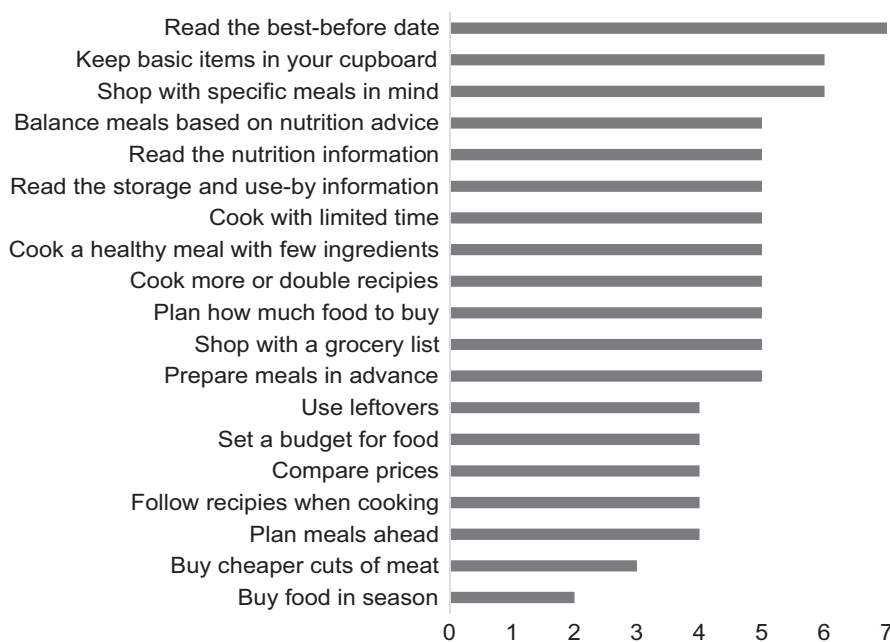 Read the best-before date
Keep basic items in your cupboard
Shop with specific meals in mind
Balance meals based on nutrition advice
Read the nutrition information
Read the storage and use-by information
Cook with limited time
Cook a healthy meal with few ingredients
Cook more or double recipies
Plan how much food to buy
Shop with a grocery list
Prepare meals in advance
Use leftovers
Set a budget for food
Compare prices
Follow recipies when cooking
Plan meals ahead
Buy cheaper cuts of meat
Buy food in season
0 1 2 3 4 5 6 7